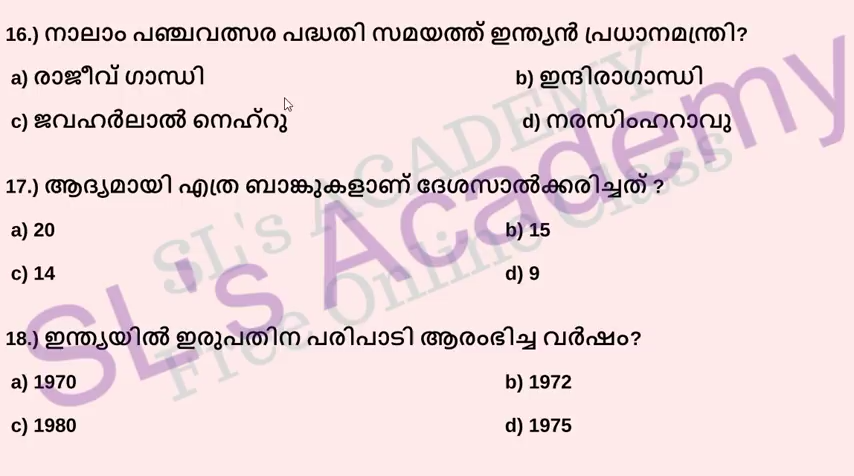 16.) നാലാം പഞ്ചവത്സര പദ്ധതി സമയത്ത് ഇന്ത്യൻ പ്രധാനമന്ത്രി?
a) രാജീവ് ഗാന്ധി b) ഇന്ദിരാഗാന്ധി
c) ജവഹർലാൽ നെഹ്റു d) നരസിംഹറാവു
17.) ആദ്യമായി എത്ര ബാങ്കുകളാണ് ദേശസാൽക്കരിച്ചത് ?
a) 20 b) 15
c) 14 d) 9
18.) ഇന്ത്യയിൽ ഇരുപതിന പരിപാടി ആരംഭിച്ച വർഷം?
a) 1970 b) 1972
c) 1980 d) 1975
SL's Academy
SL's ACADEMY
Free Online Class